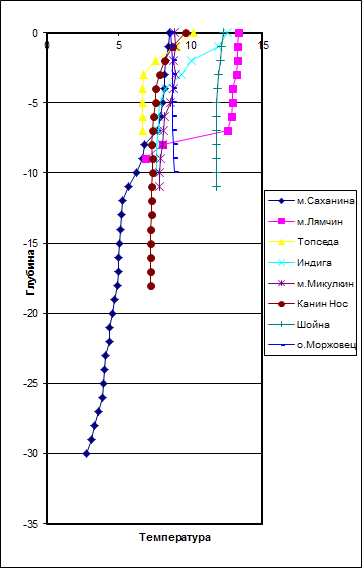 0 5 10 15
0
-5
-10
-15
-20
-25
-30
-35
Глубина
Температура
м.Саханина
м.Лямчин
Топседа
Индига
м.Микулкин
Канин Нос
Шойна
о.Моржовец